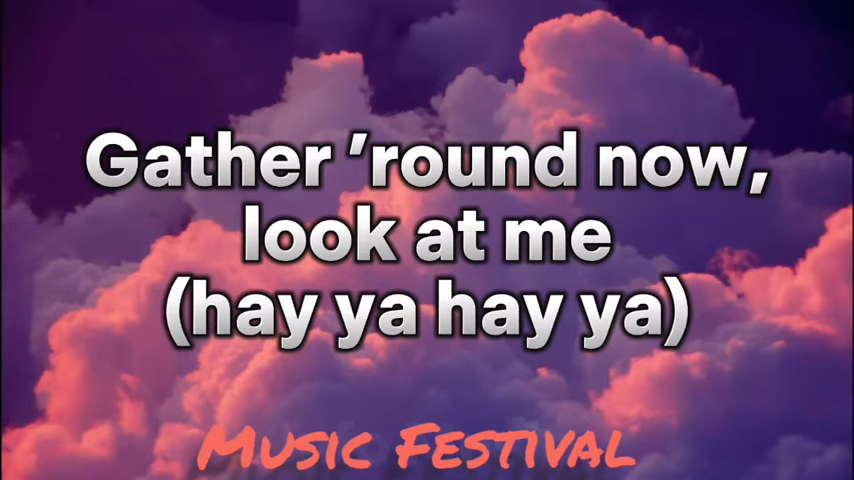 Gather ’round now,
look at me
(hay ya hay ya)
Music Festival